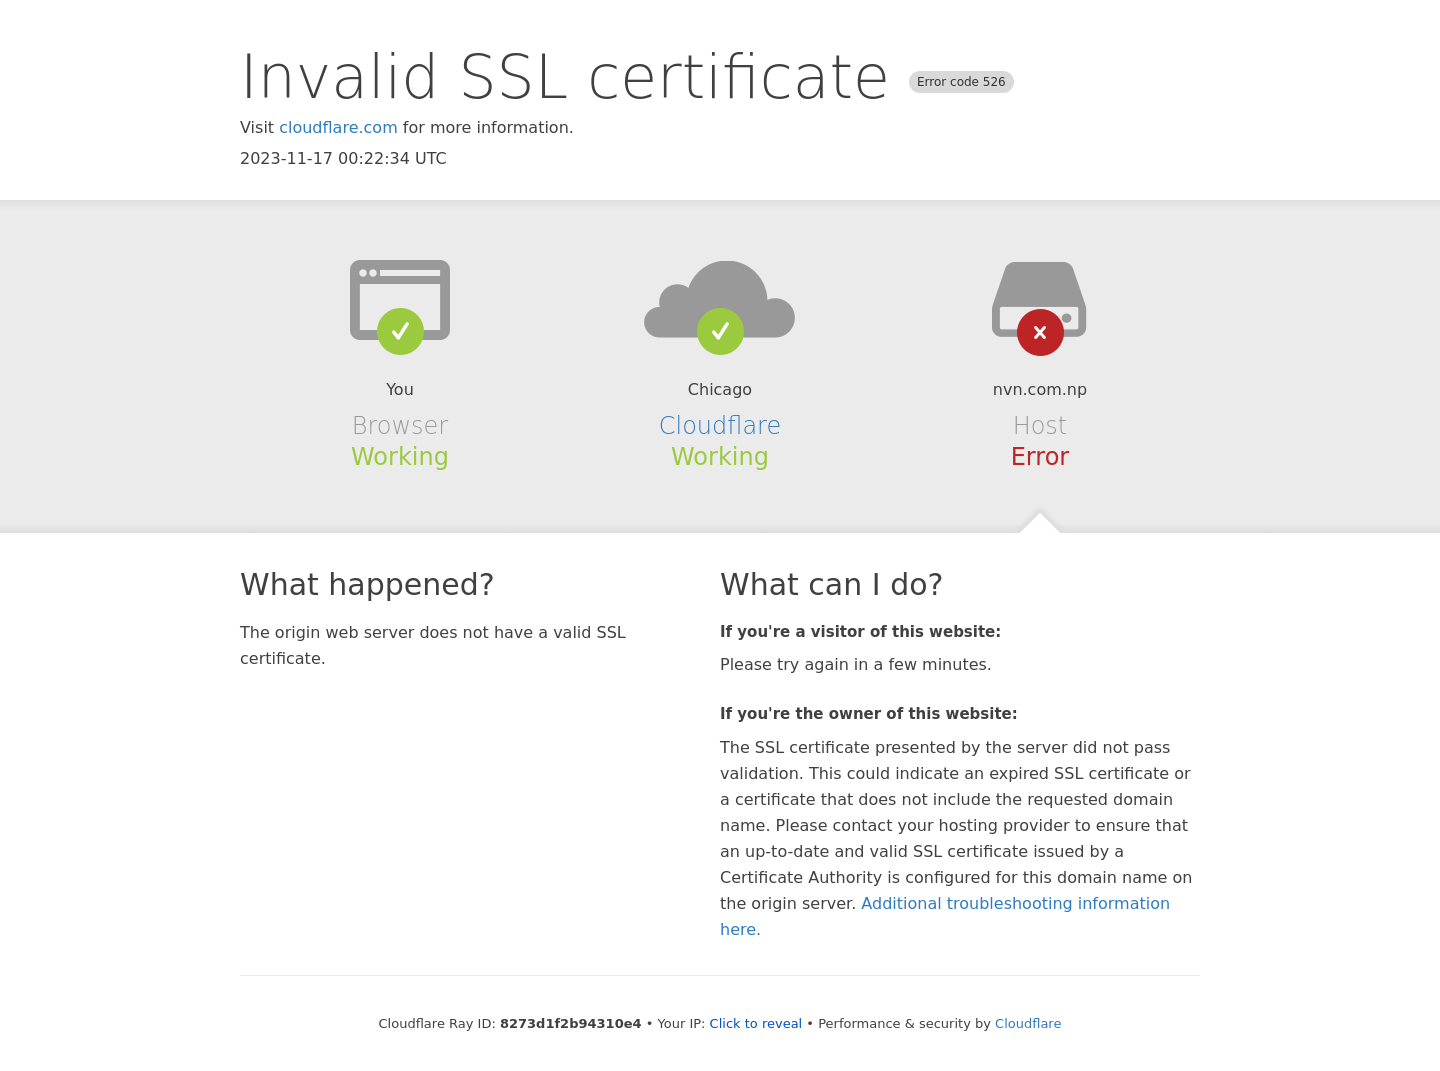 Invalid SSL certificate Error code 526
Visit cloudflare.com for more information.
2023-11-17 00:22:34 UTC
You
Browser
Working
Chicago
Cloudflare
Working
nvn.com.np
Host
Error
What happened?
The origin web server does not have a valid SSL
certificate.
What can I do?
If you're a visitor of this website:
Please try again in a few minutes.
If you're the owner of this website:
The SSL certificate presented by the server did not pass
validation. This could indicate an expired SSL certificate or
a certificate that does not include the requested domain
name. Please contact your hosting provider to ensure that
an up-to-date and valid SSL certificate issued by a
Certificate Authority is configured for this domain name on
the origin server. Additional troubleshooting information
here.
Cloudflare Ray ID: 8273d1f2b94310e4 • Your IP: Click to reveal • Performance & security by Cloudflare